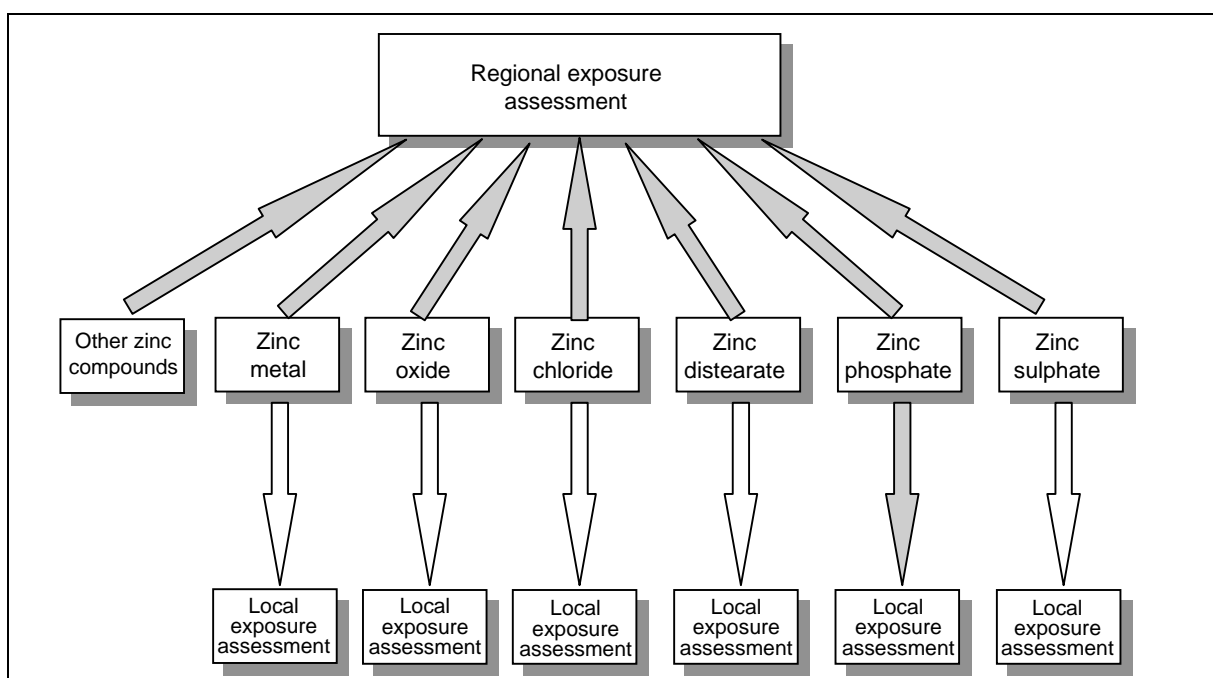 Regional exposure
assessment
Other zinc
compounds
Zinc
metal
Zinc
oxide
Zinc
chloride
Zinc
distearate
Zinc
phosphate
Zinc
sulphate
Local
exposure
assessment
Local
exposure
assessment
Local
exposure
assessment
Local
exposure
assessment
Local
exposure
assessment
Local
exposure
assessment